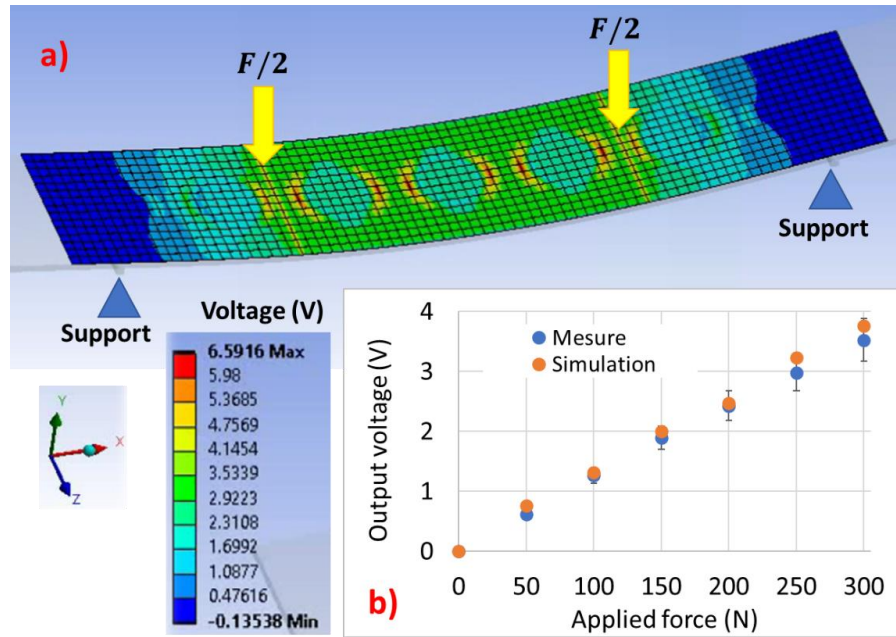 a)
F/2
F/2
Support
Support
Voltage (V)
6.5916 Max
5.98
5.3685
4.7569
4.1454
3.5339
2.9223
2.3108
1.6992
1.0877
0.47616
-0.13538 Min
Y
X
Z
Output voltage (V)
4
3
2
1
0
Mesure
Simulation
0 50 100 150 200 250 300
Applied force (N)
b)